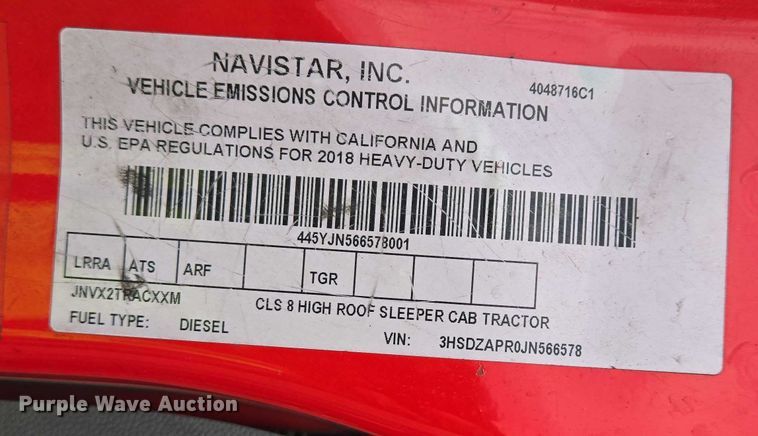 NAVISTAR, INC.
4048716C1
VEHICLE EMISSIONS CONTROL INFORMATION
THIS VEHICLE COMPLIES WITH CALIFORNIA AND
U.S. EPA REGULATIONS FOR 2018 HEAVY-DUTY VEHICLES
445YJN566578001
LRRA ATS ARF TGR
JNVX2TRACXXM
CLS 8 HIGH ROOF SLEEPER CAB TRACTOR
FUEL TYPE: DIESEL VIN: 3HSDZAPR0JN566578
Purple Wave Auction